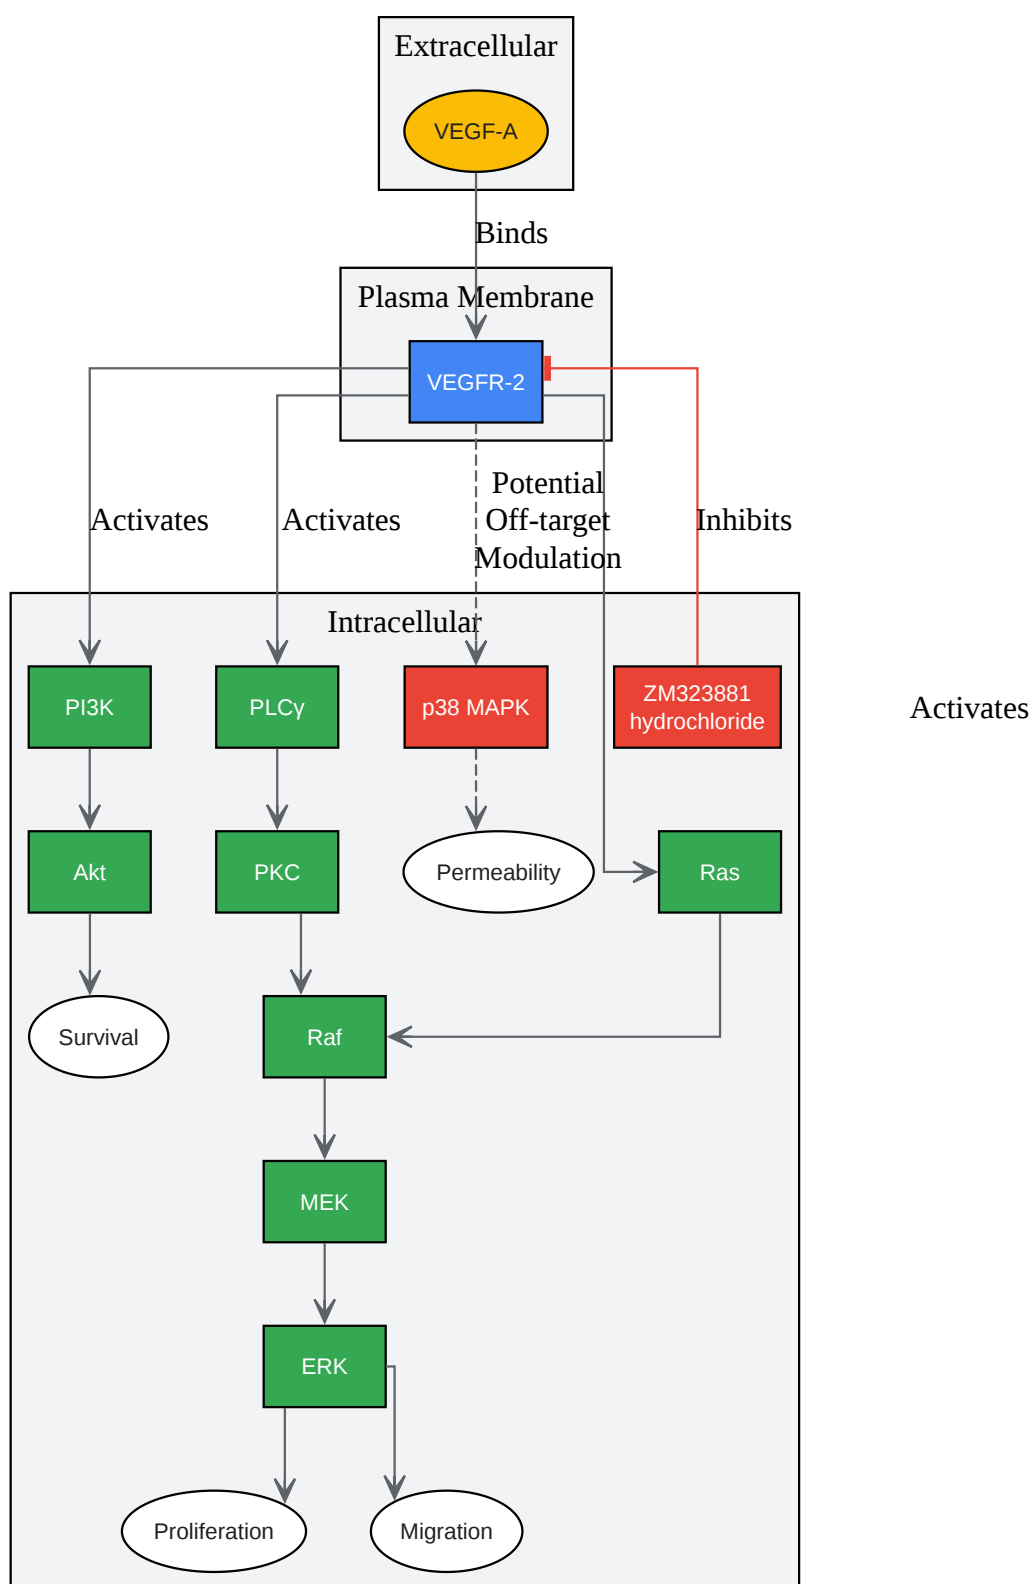 Extracellular
VEGF-A
Binds
Plasma Membrane
VEGFR-2
Activates
Activates
Potential
Off-target
Modulation
Inhibits
Intracellular
PI3K
PLCγ
p38 MAPK
ZM323881
hydrochloride
Activates
Akt
PKC
Permeability
Ras
Survival
Raf
MEK
ERK
Proliferation
Migration